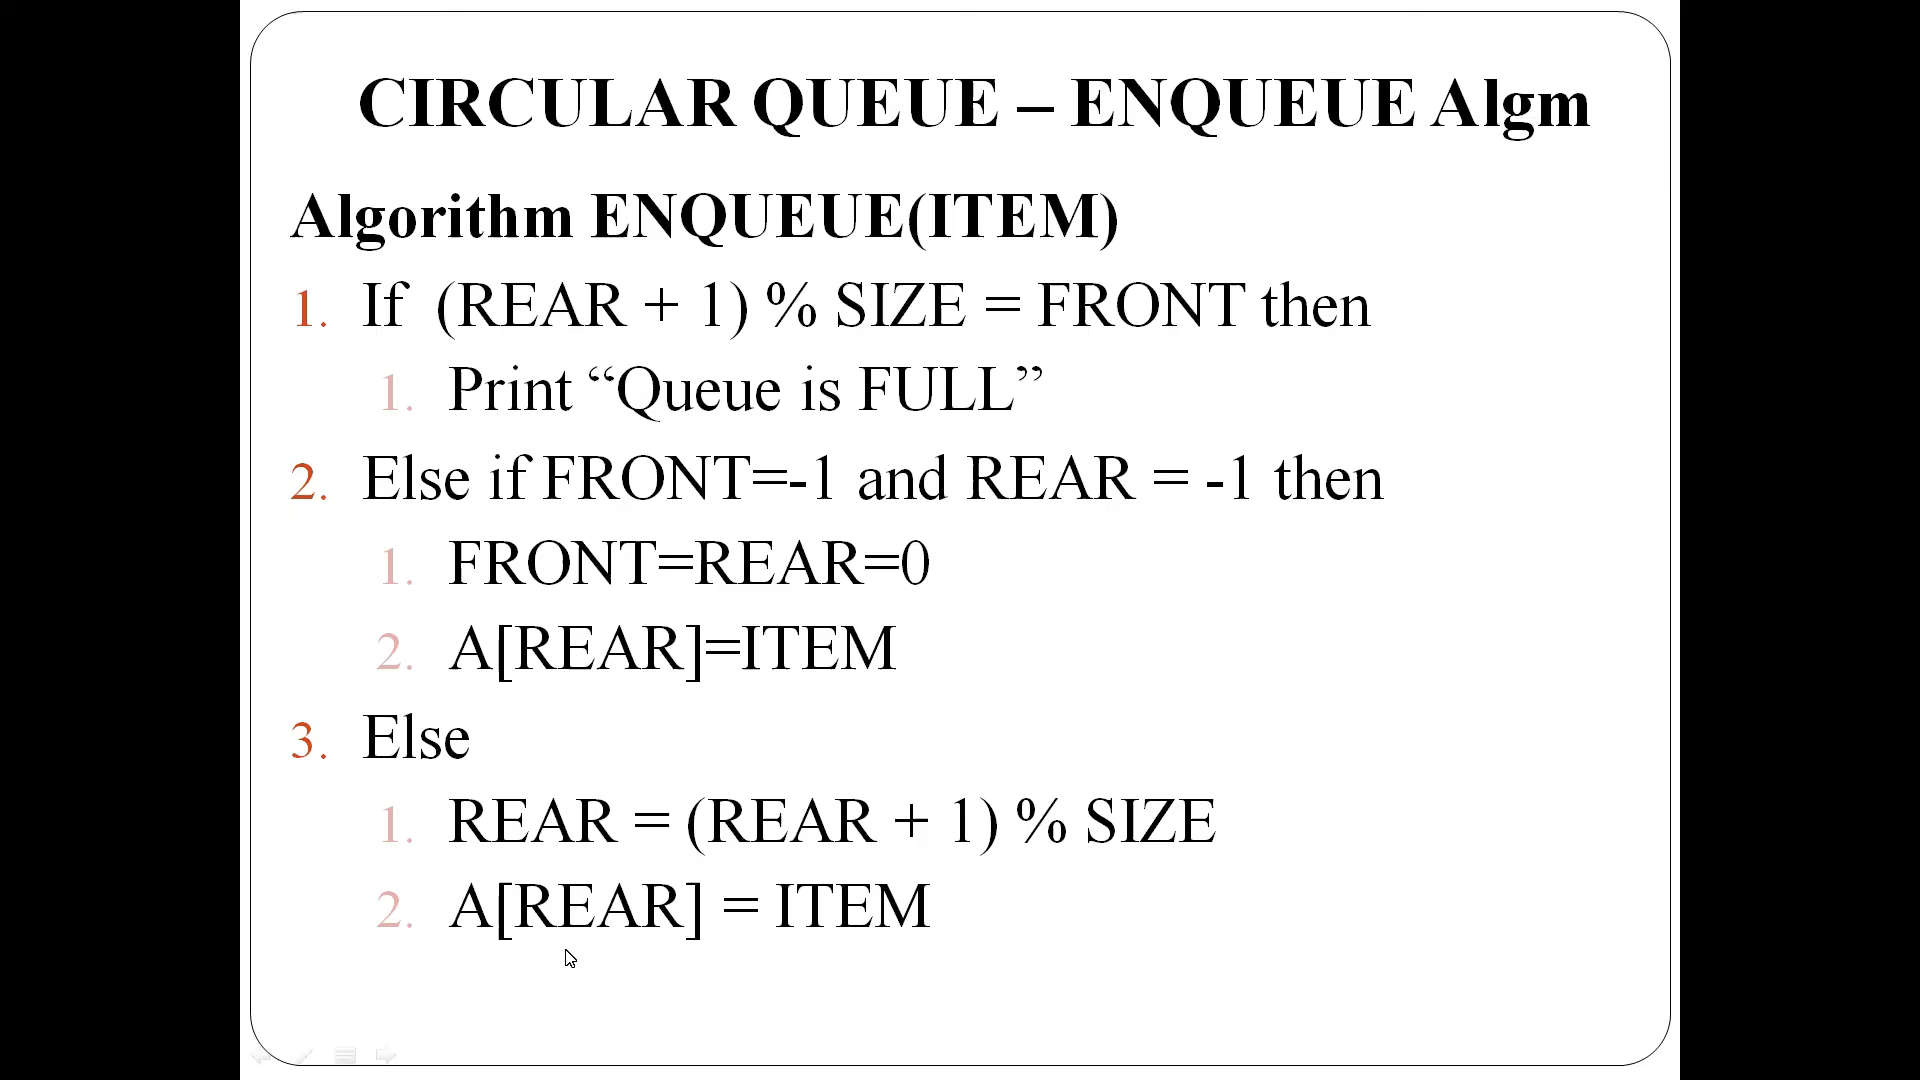 CIRCULAR QUEUE – ENQUEUE Algm
Algorithm ENQUEUE(ITEM)
1. If (REAR + 1) % SIZE = FRONT then
1. Print “Queue is FULL”
2. Else if FRONT=-1 and REAR = -1 then
1. FRONT=REAR=0
2. A[REAR]=ITEM
3. Else
1. REAR = (REAR + 1) % SIZE
2. A[REAR] = ITEM